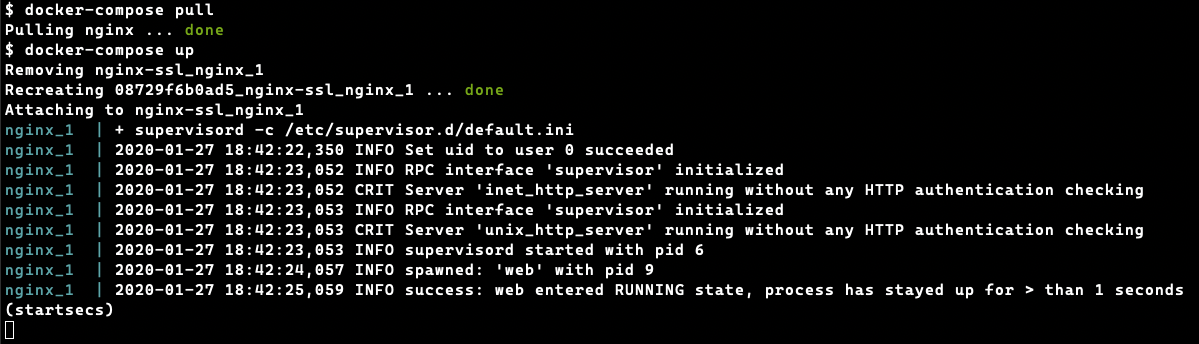 $ docker-compose pull
Pulling nginx ... done
$ docker-compose up
Removing nginx-ssl_nginx_1
Recreating 08729f6b0ad5_nginx-ssl_nginx_1 ... done
Attaching to nginx-ssl_nginx_1
nginx_1  | + supervisord -c /etc/supervisor.d/default.ini
nginx_1  | 2020-01-27 18:42:22,350 INFO Set uid to user 0 succeeded
nginx_1  | 2020-01-27 18:42:23,052 INFO RPC interface 'supervisor' initialized
nginx_1  | 2020-01-27 18:42:23,052 CRIT Server 'inet_http_server' running without any HTTP authentication checking
nginx_1  | 2020-01-27 18:42:23,053 INFO RPC interface 'supervisor' initialized
nginx_1  | 2020-01-27 18:42:23,053 CRIT Server 'unix_http_server' running without any HTTP authentication checking
nginx_1  | 2020-01-27 18:42:23,053 INFO supervisord started with pid 6
nginx_1  | 2020-01-27 18:42:24,057 INFO spawned: 'web' with pid 9
nginx_1  | 2020-01-27 18:42:25,059 INFO success: web entered RUNNING state, process has stayed up for > than 1 seconds
(startsecs)